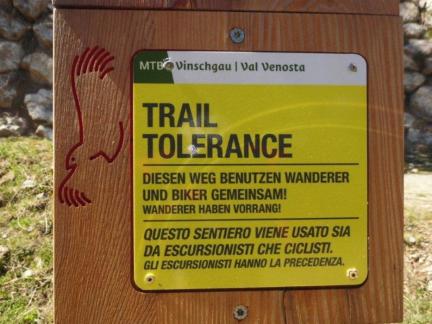 MTB Vinschgau | Val Venosta
TRAIL
TOLERANCE
DIESEN WEG BENUTZEN WANDERER
UND BIKER GEMEINSAM!
WANDERER HABEN VORRANG!
QUESTO SENTIERO VIENE USATO SIA
DA ESCURSIONISTI CHE CICLISTI.
GLI ESCURSIONISTI HANNO LA PRECEDENZA.